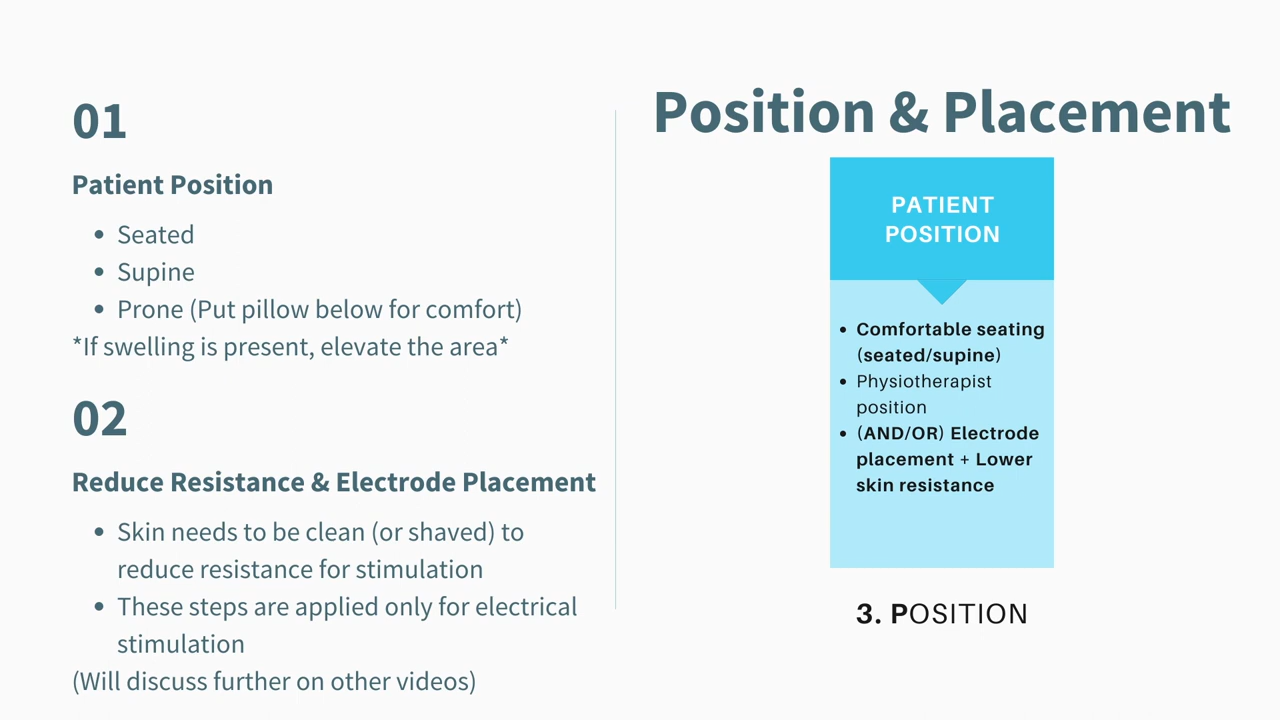 01
Patient Position
• Seated
• Supine
• Prone (Put pillow below for comfort)
*If swelling is present, elevate the area*
02
Reduce Resistance & Electrode Placement
• Skin needs to be clean (or shaved) to
reduce resistance for stimulation
• These steps are applied only for electrical
stimulation
(Will discuss further on other videos)
Position & Placement
PATIENT
POSITION
• Comfortable seating
(seated/supine)
• Physiotherapist
position
• (AND/OR) Electrode
placement + Lower
skin resistance
3. POSITION